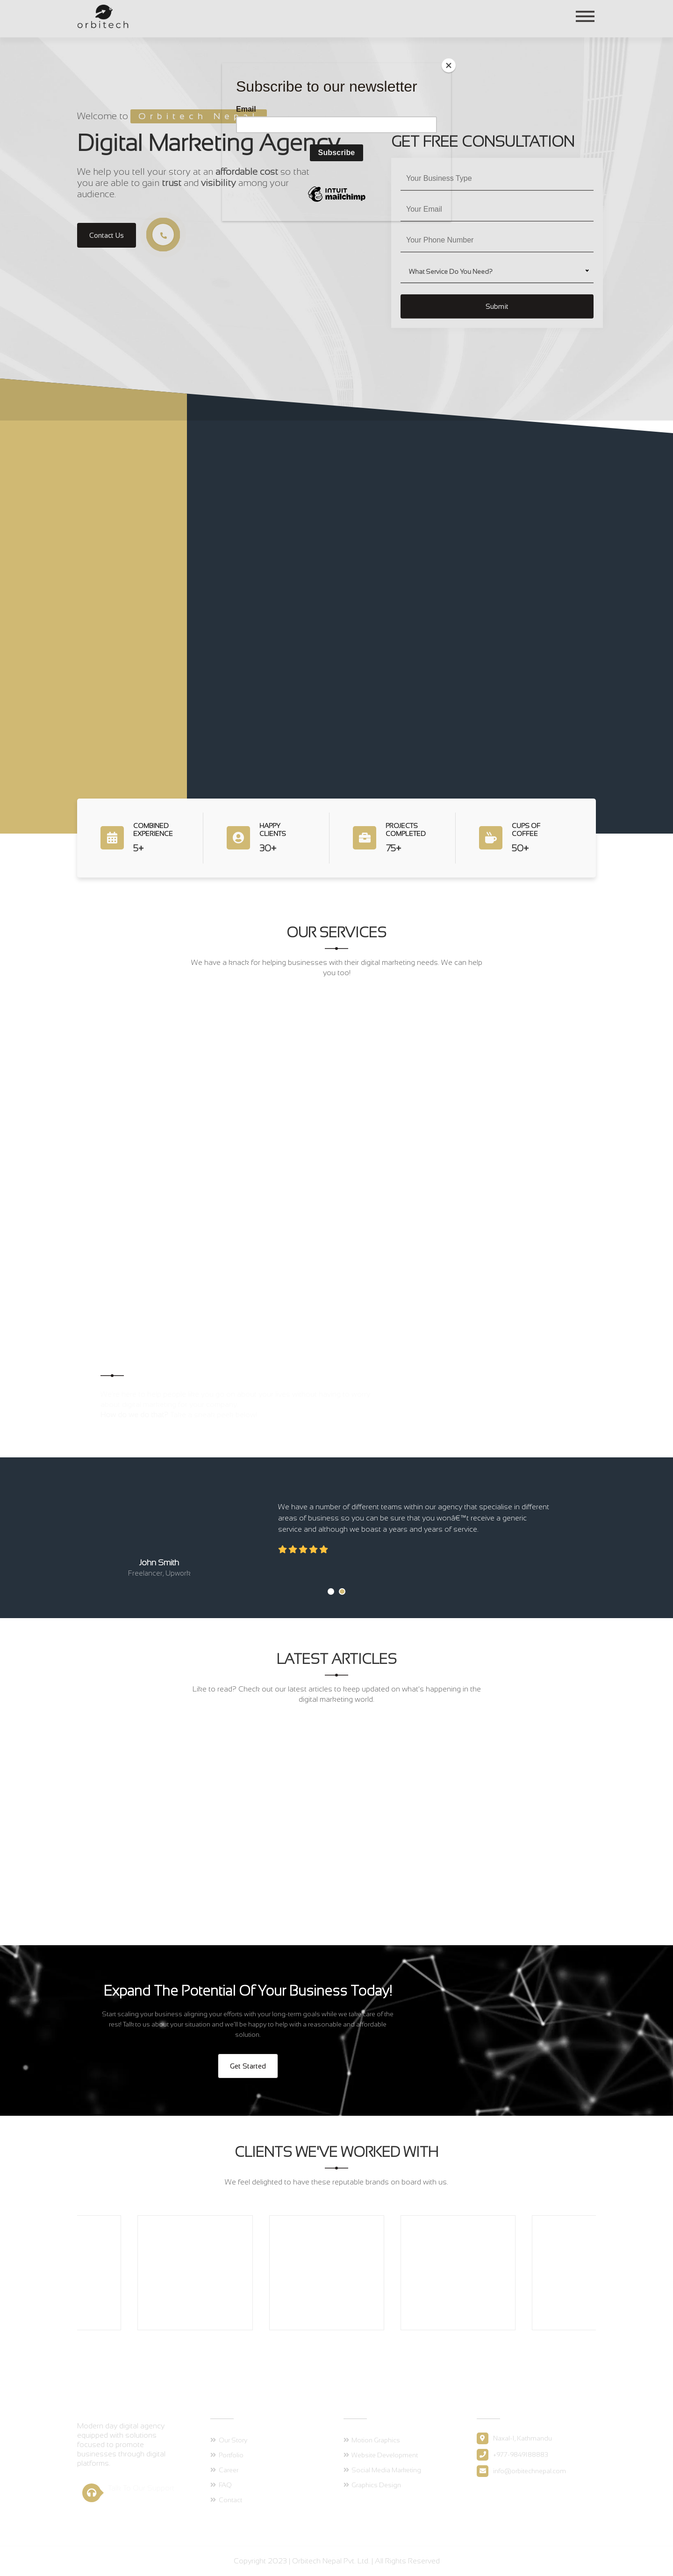 orbitech
Subscribe to our newsletter
Email
Subscribe
INTUIT
mailchimp
Welcome to Orbitech Nepal
Digital Marketing Agency
We help you tell your story at an affordable cost so that
you are able to gain trust and visibility among your
audience.
Contact Us
GET FREE CONSULTATION
Your Business Type
Your Email
Your Phone Number
What Service Do You Need?
Submit
COMBINED
EXPERIENCE
5+
HAPPY
CLIENTS
30+
PROJECTS
COMPLETED
75+
CUPS OF
COFFEE
50+
OUR SERVICES
We have a knack for helping businesses with their digital marketing needs. We can help
you too!
We have a number of different teams within our agency that specialise in different
areas of business so you can be sure that you wonâ€™t receive a generic
service and although we boast a years and years of service.
John Smith
Freelancer, Upwork
LATEST ARTICLES
Like to read? Check out our latest articles to keep updated on what's happening in the
digital marketing world.
Expand The Potential Of Your Business Today!
Start scaling your business aligning your efforts with your long-term goals while we take care of the
rest! Talk to us about your situation and we'll be happy to help with a reasonable and affordable
solution.
Get Started
CLIENTS WE'VE WORKED WITH
We feel delighted to have these reputable brands on board with us.
Modern day digital agency
equipped with solutions
focused to promote
businesses through digital
platforms.
Our Story
Portfolio
Career
FAQ
Contact
Motion Graphics
Website Development
Social Media Marketing
Graphics Design
Naxal-1, Kathmandu
info@orbitechnepal.com
Copyright 2023 | Orbitech Nepal Pvt. Ltd. | All Rights Reserved